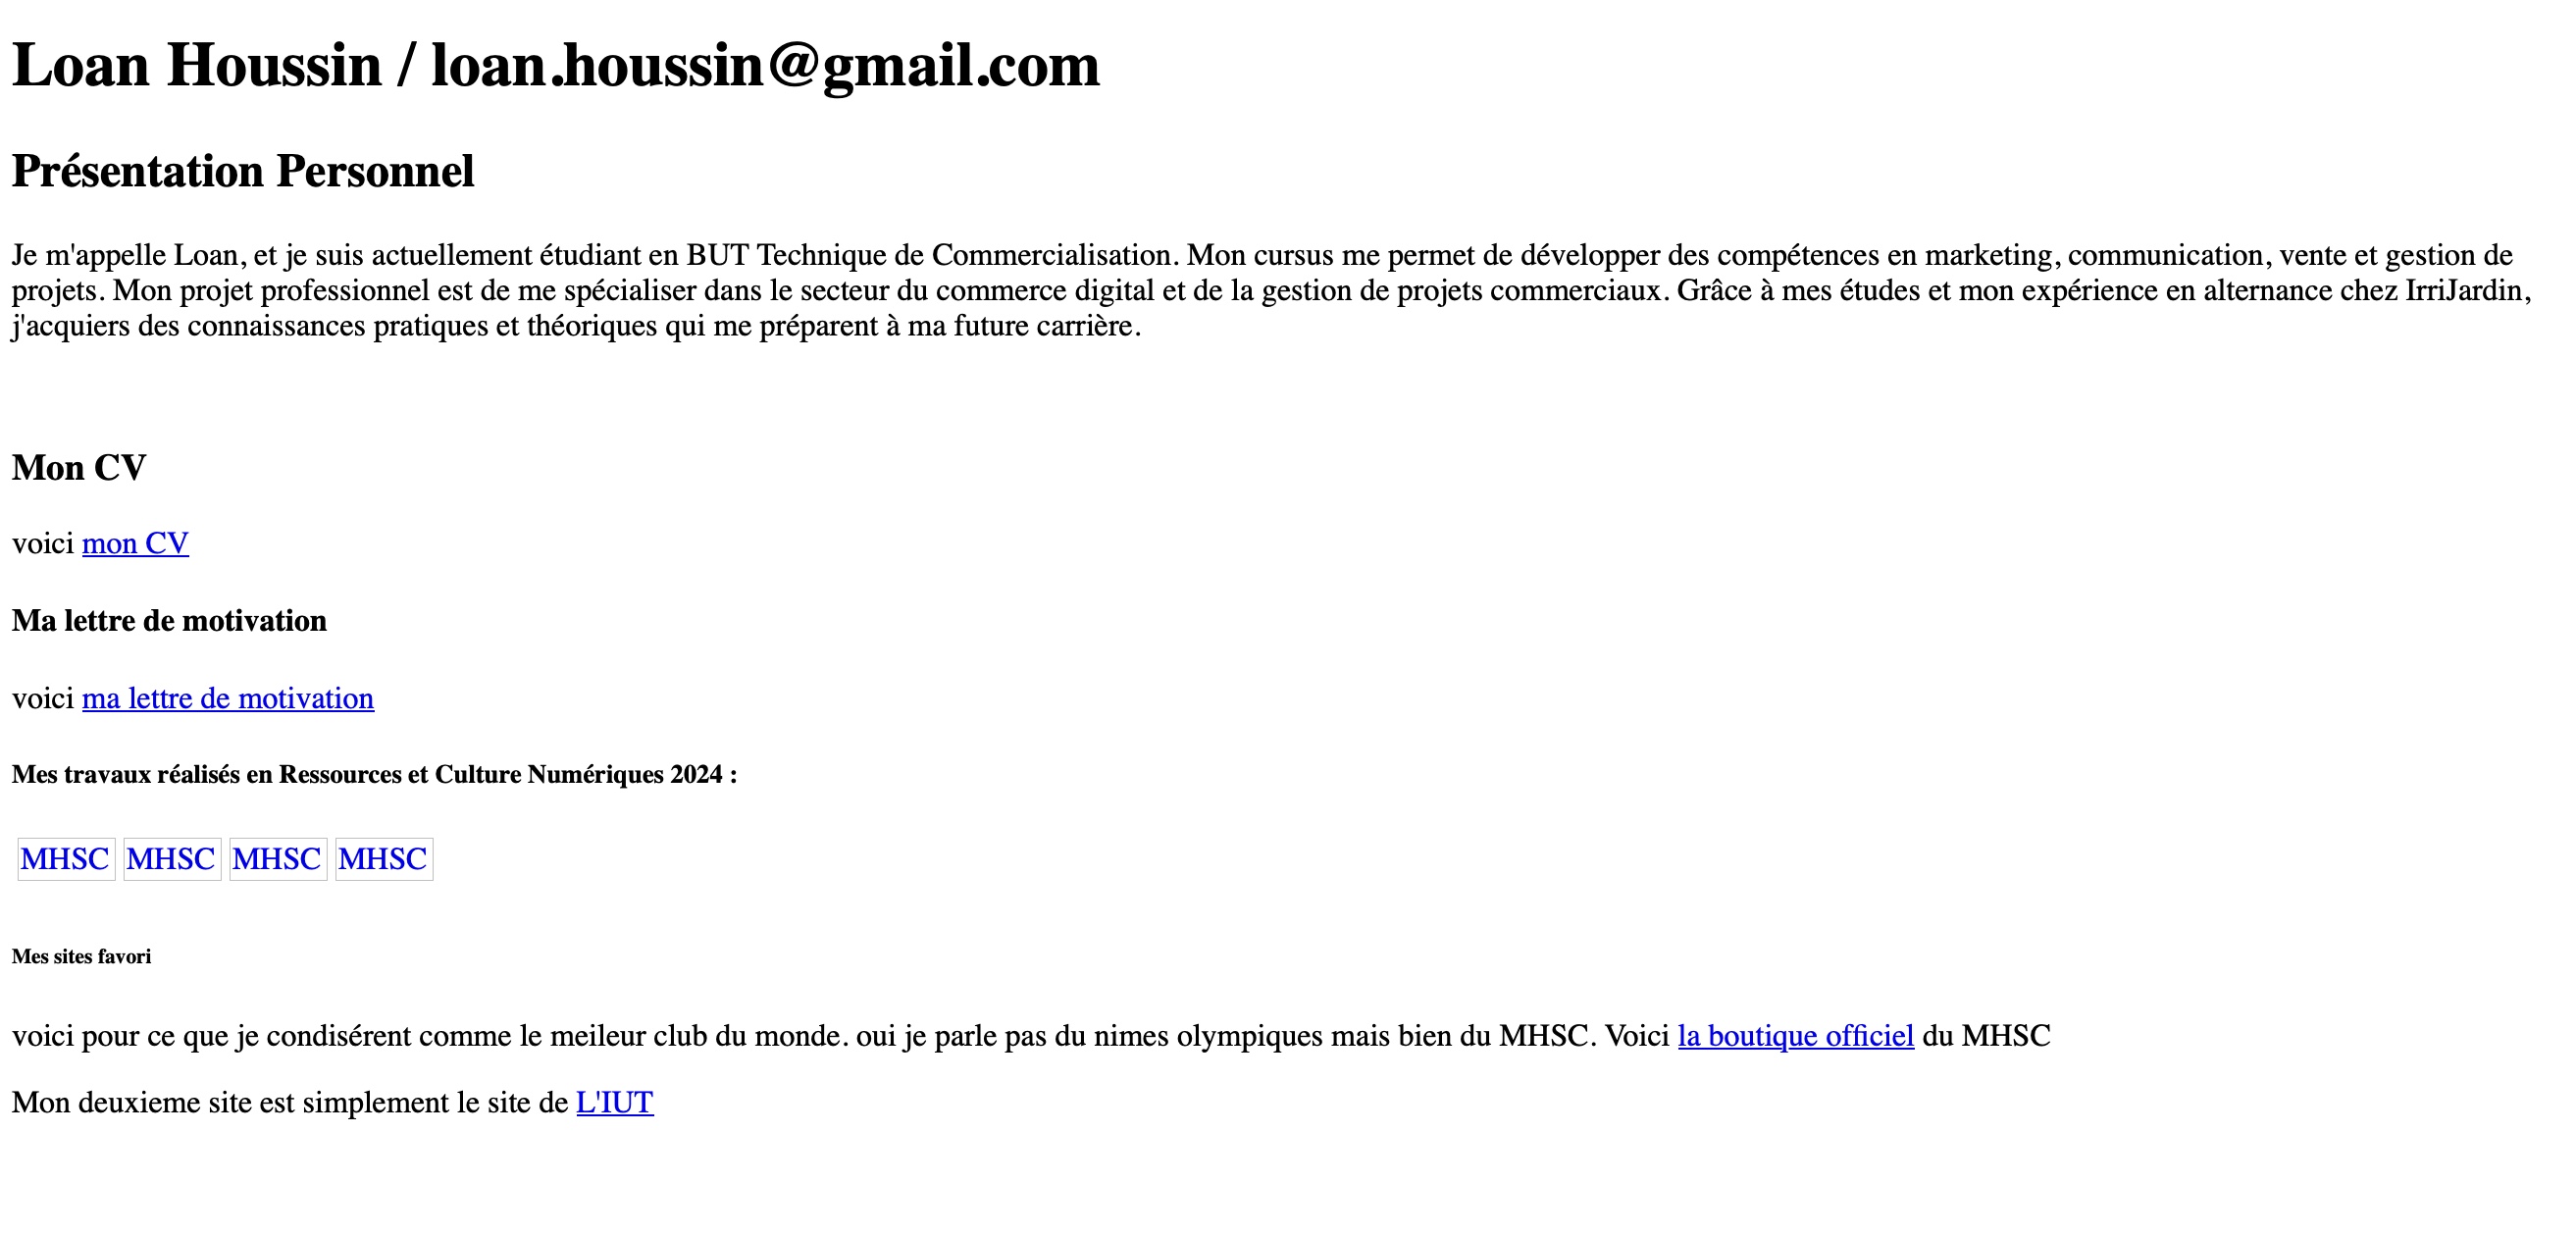 Loan Houssin / loan.houssin@gmail.com
Présentation Personnel
Je m'appelle Loan, et je suis actuellement étudiant en BUT Technique de Commercialisation. Mon cursus me permet de développer des compétences en marketing, communication, vente et gestion de
projets. Mon projet professionnel est de me spécialiser dans le secteur du commerce digital et de la gestion de projets commerciaux. Grâce à mes études et mon expérience en alternance chez IrriJardin,
j'acquiers des connaissances pratiques et théoriques qui me préparent à ma future carrière.
Mon CV
voici mon CV
Ma lettre de motivation
voici ma lettre de motivation
Mes travaux réalisés en Ressources et Culture Numériques 2024 :
MHSC MHSC MHSC MHSC
Mes sites favori
voici pour ce que je condisérent comme le meileur club du monde. oui je parle pas du nimes olympiques mais bien du MHSC. Voici la boutique officiel du MHSC
Mon deuxieme site est simplement le site de L'IUT